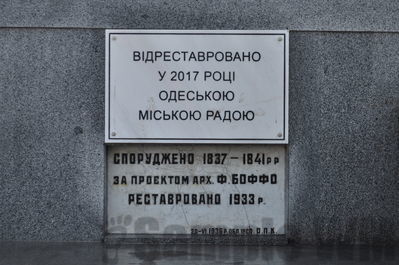 ВІДРЕСТАВРОВАНО
У 2017 РОЦІ
ОДЕСЬКОЮ
МІСЬКОЮ РАДОЮ
СПОРУДЖЕНО 1837 – 1841 р р
ЗА ПРОЕКТОМ АРХ. Ф. БОФФО
РЕСТАВРОВАНО 1933 р.